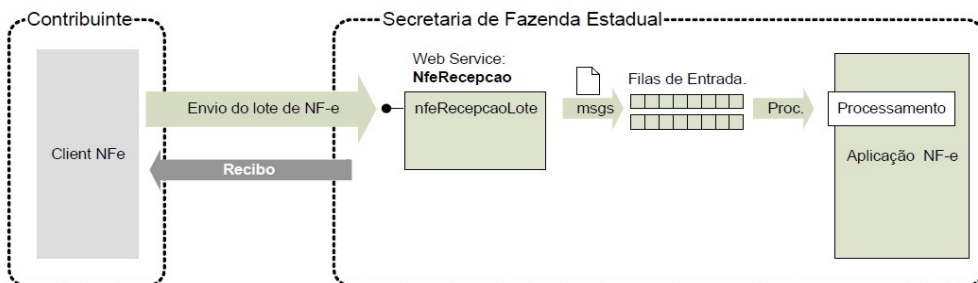 Contribuinte
Secretaria de Fazenda Estadual
Client NFe
Envio do lote de NF-e
Recibo
Web Service:
NfeRecepcao
nfeRecepcaoLote
msgs
Filas de Entrada.
Proc.
Processamento
Aplicação NF-e